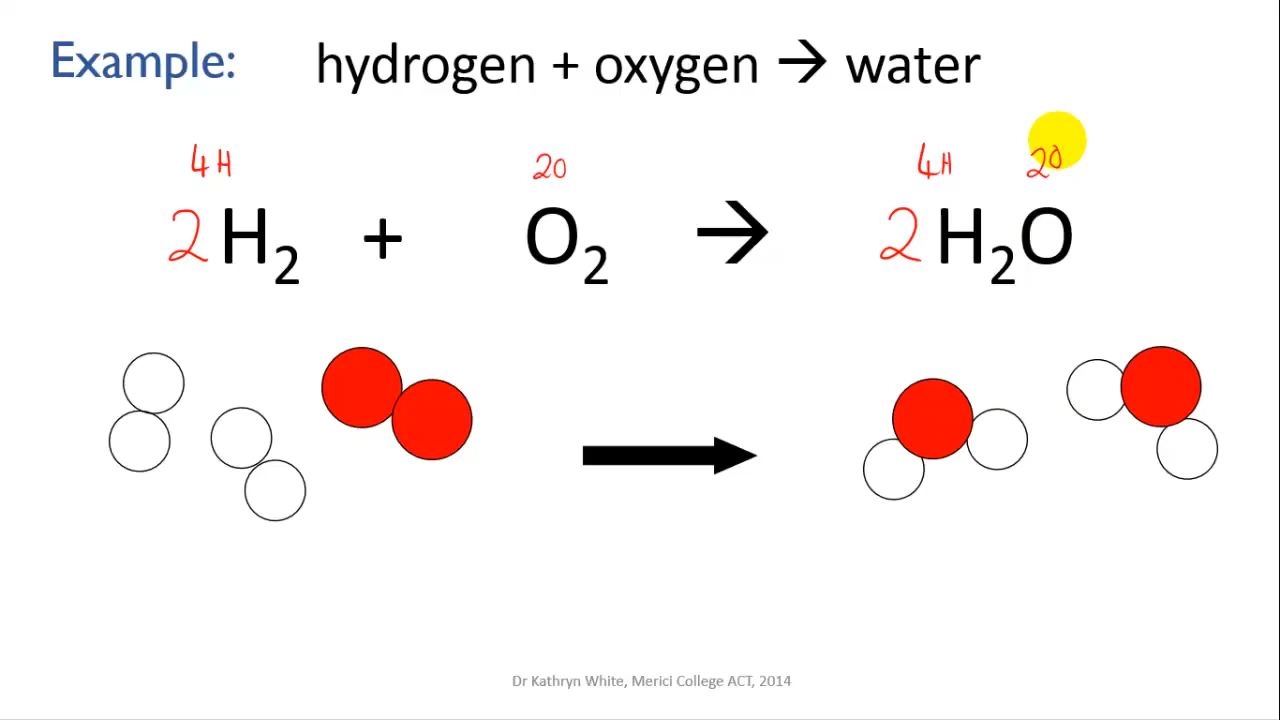 Example: hydrogen + oxygen → water
4H 2O 4H 2O
2H₂ + O₂ → 2H₂O
Dr Kathryn White, Merici College ACT, 2014